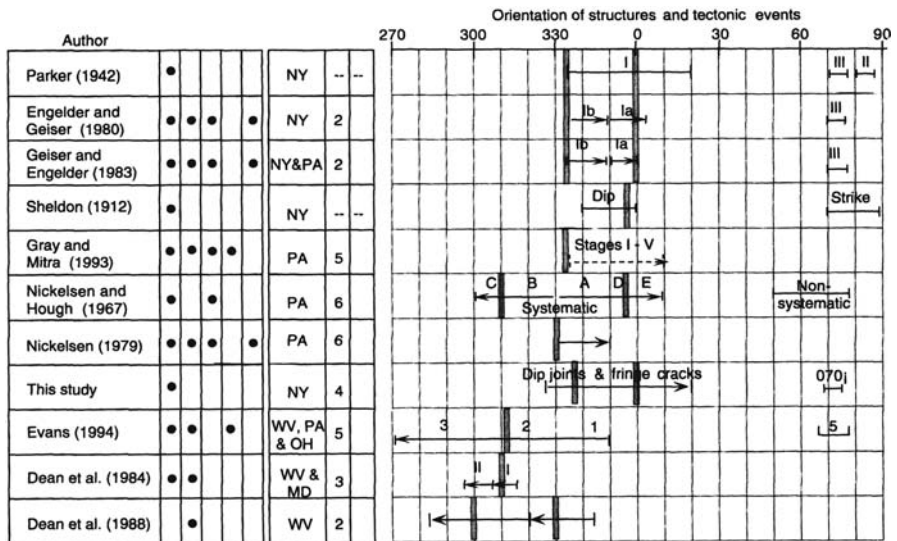 Orientation of structures and tectonic events
Author
270 300 330 0 30 60 90
Parker (1942) NY -- -- I III II
Engelder and
Geiser (1980) NY 2 Ib Ia III
Geiser and
Engelder (1983) NY&PA 2 Ib Ia III
Sheldon (1912) NY -- -- Dip Strike
Gray and
Mitra (1993) PA 5 Stages I - V
Nickelsen and
Hough (1967) PA 6 C B A D E
Systematic
Non-
systematic
Nickelsen (1979) PA 6
This study NY 4 Dip joints & fringe cracks 070j
Evans (1994) WV, PA
& OH 5 3 2 1 5
Dean et al. (1984) WV &
MD 3 II I
Dean et al. (1988) WV 2